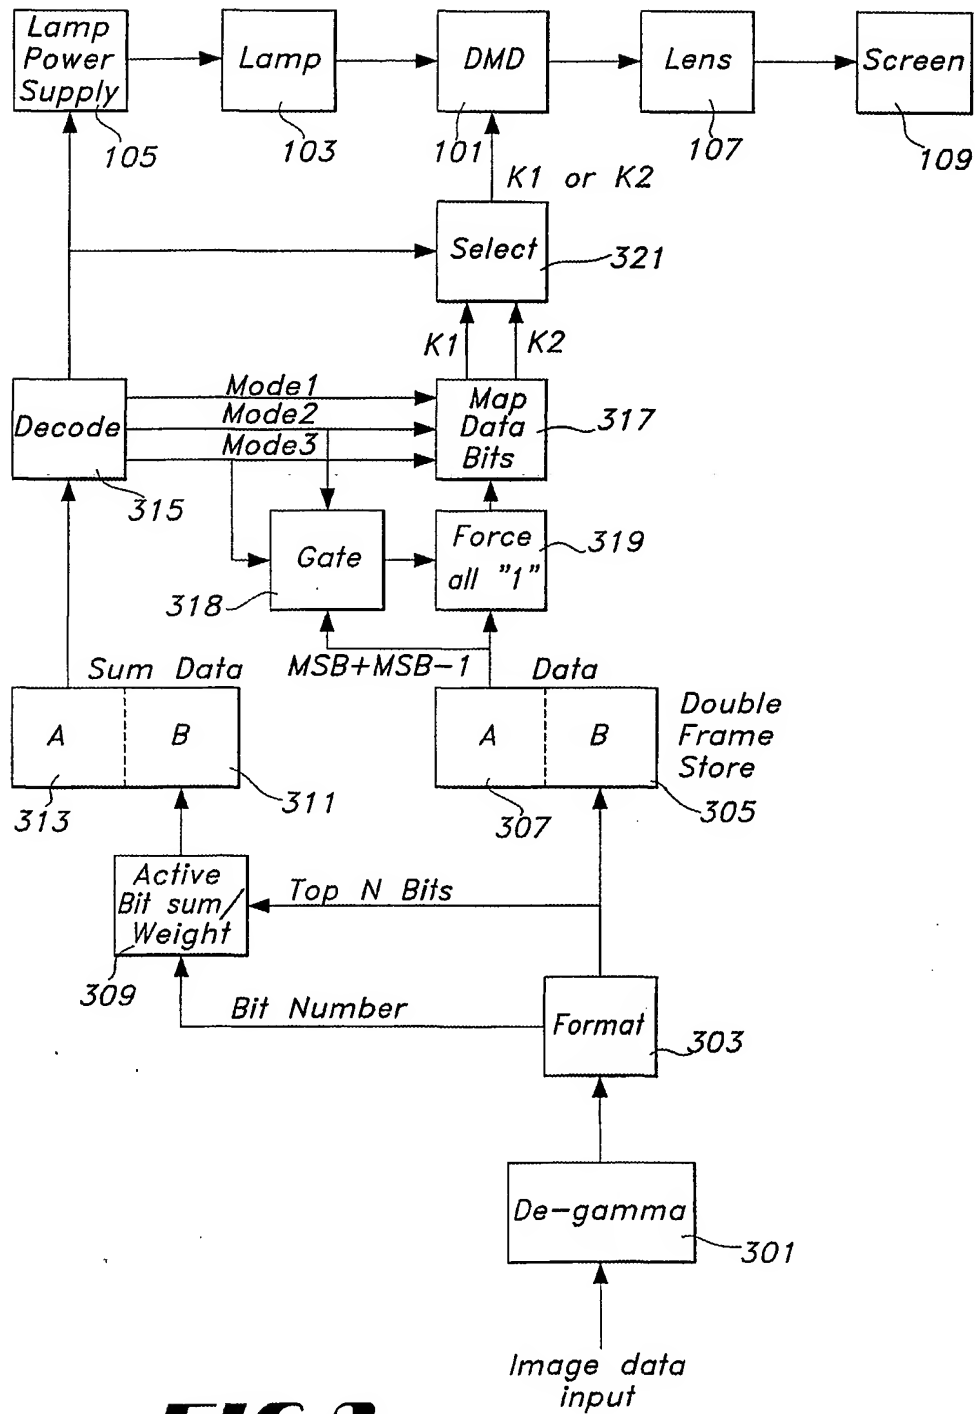 Lamp
Power
Supply
Lamp
DMD
Lens
Screen
105
103
101
107
109
K1 or K2
Select
321
K1
K2
Decode
Mode1
Mode2
Mode3
Map
Data
Bits
317
315
Gate
318
Force
all "1"
319
MSB+MSB-1
Sum Data
A
B
313
311
Data
A
B
Double
Frame
Store
307
305
Active
Bit sum/
Weight
309
Top N Bits
Bit Number
Format
303
De-gamma
301
Image data
input